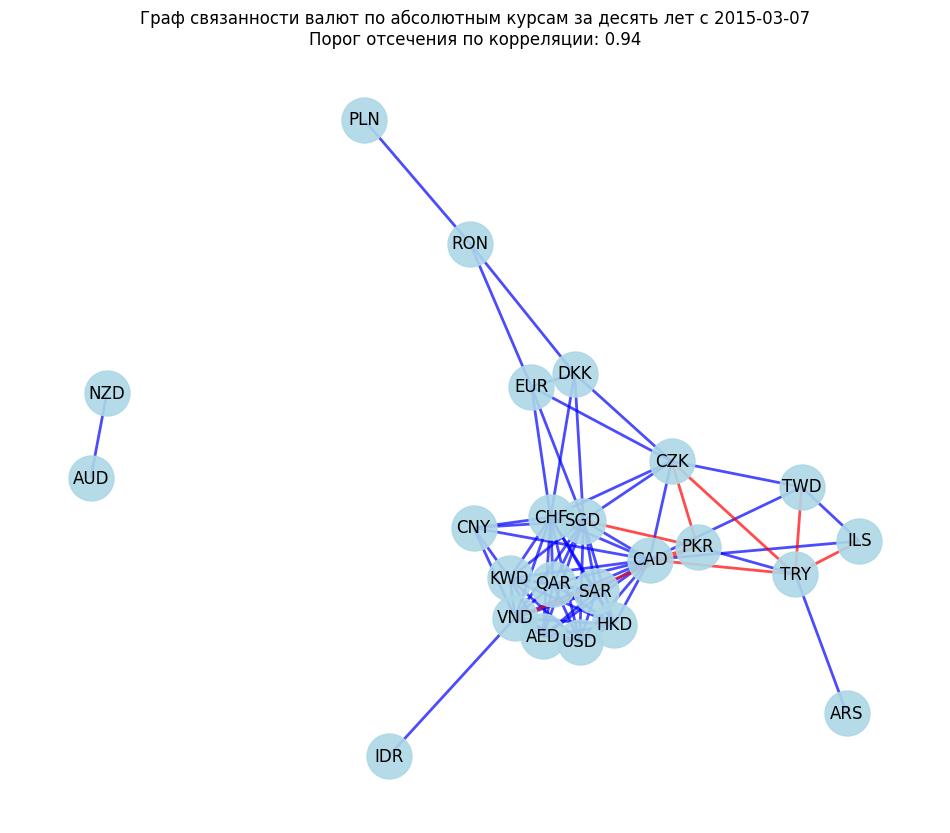 Граф связанности валют по абсолютным курсам за десять лет с 2015-03-07
Порог отсечения по корреляции: 0.94
PLN
RON
DKK
EUR
NZD
CZK
AUD
TWD
CHF
SGD
CNY
ILS
PKR
CAD
TRY
KWD
QAR
SAR
VND
HKD
AED
USD
ARS
IDR